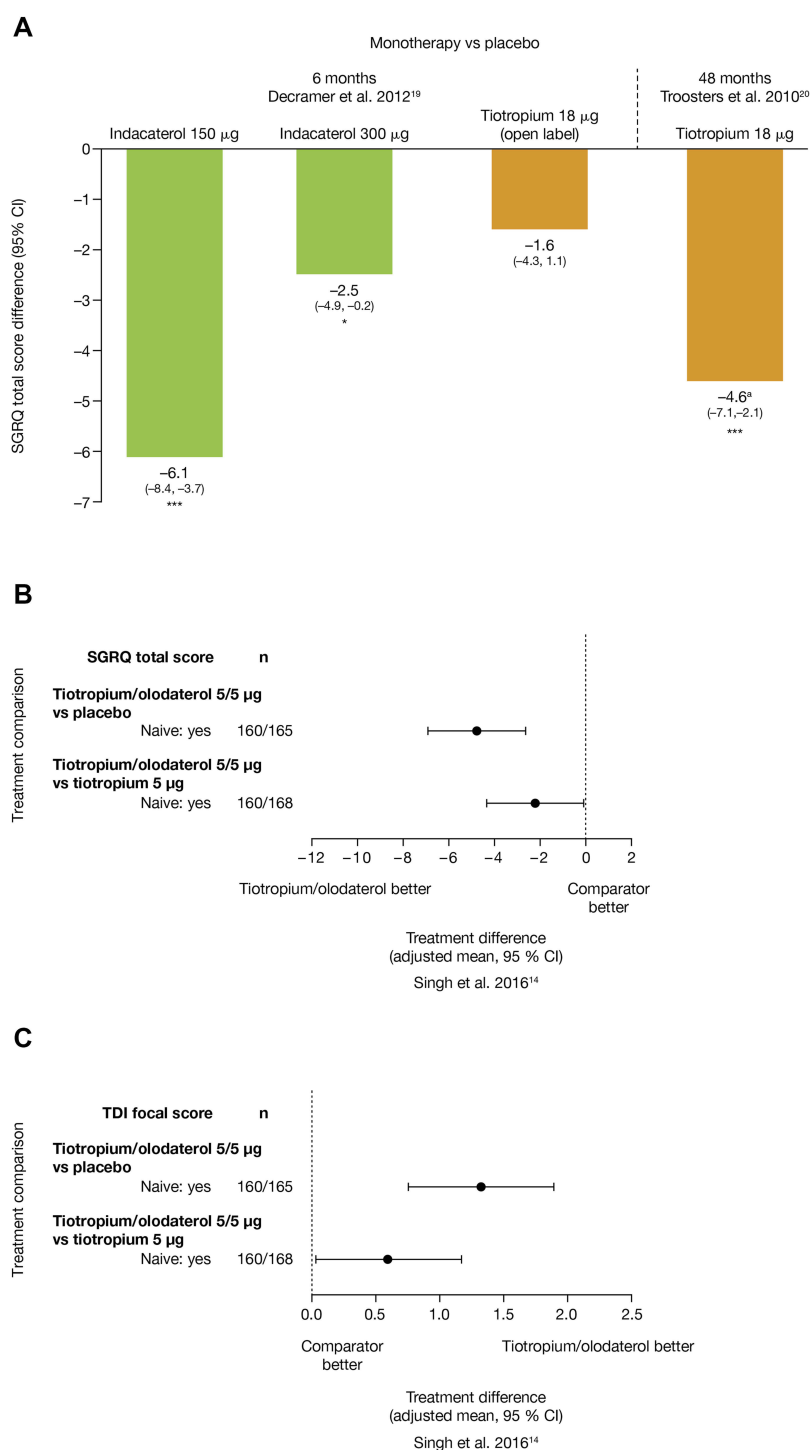 A
Monotherapy vs placebo
6 months
Decramer et al. 2012¹⁹
48 months
Troosters et al. 2010²⁰
Indacaterol 150 μg
Indacaterol 300 μg
Tiotropium 18 μg
(open label)
Tiotropium 18 μg
SGRQ total score difference (95% CI)
0
−1
−2
−3
−4
−5
−6
−7
−6.1
(−8.4, −3.7)
***
−2.5
(−4.9, −0.2)
*
−1.6
(−4.3, 1.1)
−4.6ᵃ
(−7.1,−2.1)
***
B
Treatment comparison
SGRQ total score n
Tiotropium/olodaterol 5/5 μg
vs placebo
Naive: yes 160/165
Tiotropium/olodaterol 5/5 μg
vs tiotropium 5 μg
Naive: yes 160/168
−12 −10 −8 −6 −4 −2 0 2
Tiotropium/olodaterol better
Comparator
better
Treatment difference
(adjusted mean, 95 % CI)
Singh et al. 2016¹⁴
C
Treatment comparison
TDI focal score n
Tiotropium/olodaterol 5/5 μg
vs placebo
Naive: yes 160/165
Tiotropium/olodaterol 5/5 μg
vs tiotropium 5 μg
Naive: yes 160/168
0.0 0.5 1.0 1.5 2.0 2.5
Comparator
better
Tiotropium/olodaterol better
Treatment difference
(adjusted mean, 95 % CI)
Singh et al. 2016¹⁴